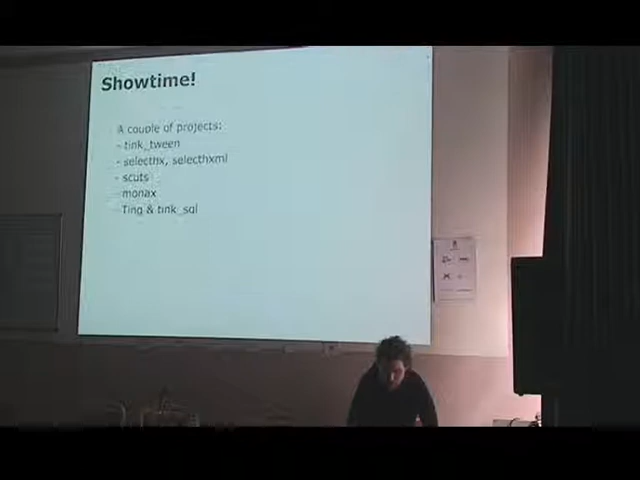 Showtime!
A couple of projects:
- tink_tween
- selecthx, selecthxml
- scuts
- monax
Ting & tink_sql